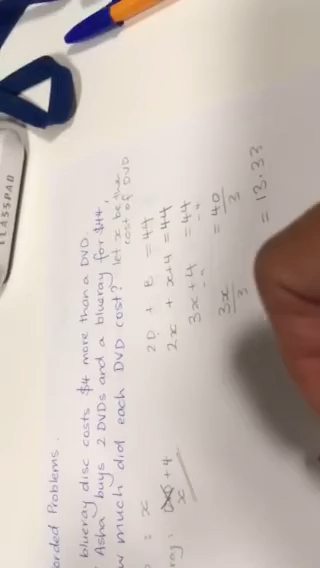 orded Problems.
blueray disc costs $4 more than a DVD.
Asha buys 2 DVDs and a blueray for $44,
w much did each DVD cost? let x be the
cost of DVD
: x
2D + B = 44
ray: + 4
x
2x + x+4 = 44
3x+4 = 44
-4 -4
3x/3 = 40/3
= 13.33
CLASSPAD